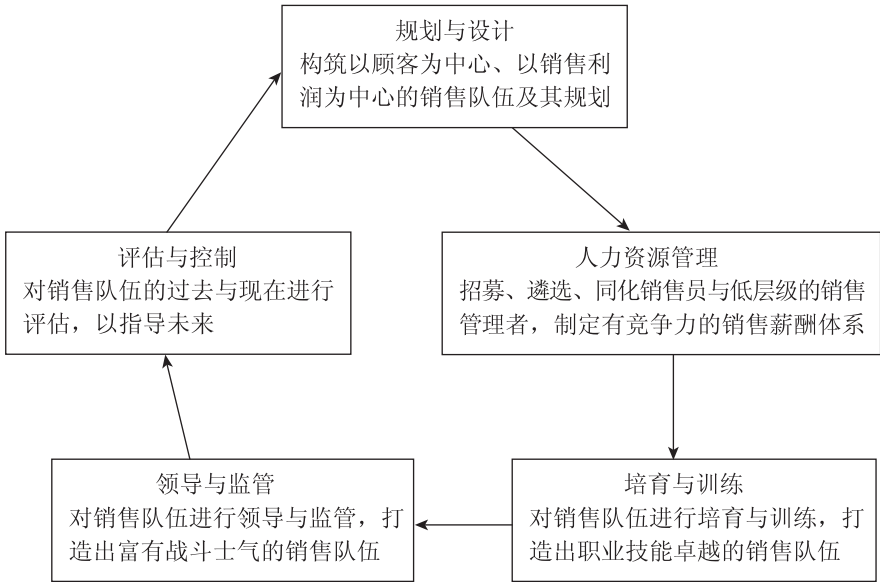 规划与设计
构筑以顾客为中心、以销售利
润为中心的销售队伍及其规划
评估与控制
对销售队伍的过去与现在进行
评估，以指导未来
人力资源管理
招募、遴选、同化销售员与低层级的销售
管理者，制定有竞争力的销售薪酬体系
领导与监管
对销售队伍进行领导与监管，打
造出富有战斗士气的销售队伍
培育与训练
对销售队伍进行培育与训练，打
造出职业技能卓越的销售队伍